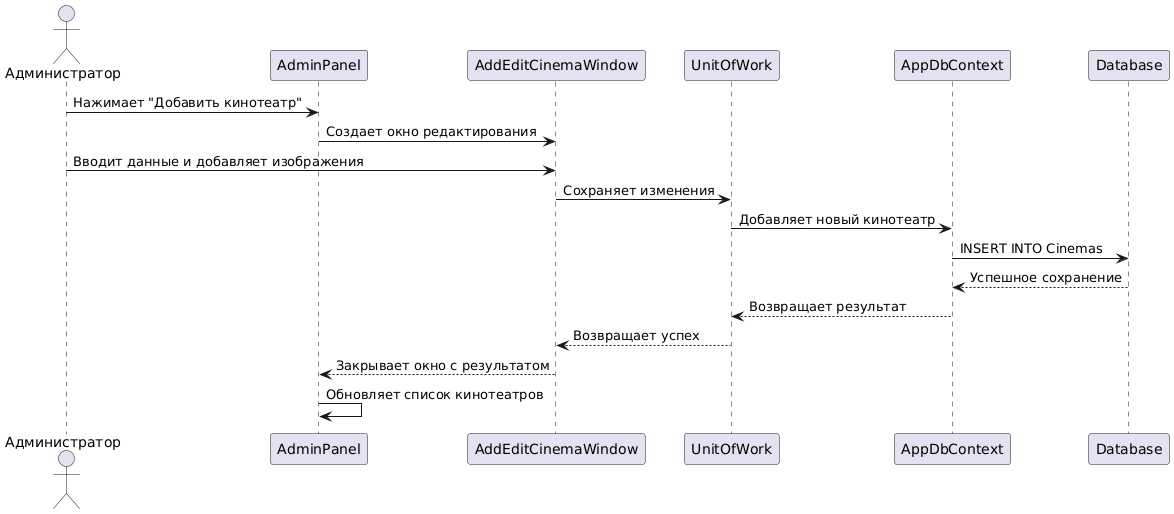 Администратор
AdminPanel
AddEditCinemaWindow
UnitOfWork
AppDbContext
Database
Нажимает "Добавить кинотеатр"
Создает окно редактирования
Вводит данные и добавляет изображения
Сохраняет изменения
Добавляет новый кинотеатр
INSERT INTO Cinemas
Успешное сохранение
Возвращает результат
Возвращает успех
Закрывает окно с результатом
Обновляет список кинотеатров
Администратор
AdminPanel
AddEditCinemaWindow
UnitOfWork
AppDbContext
Database